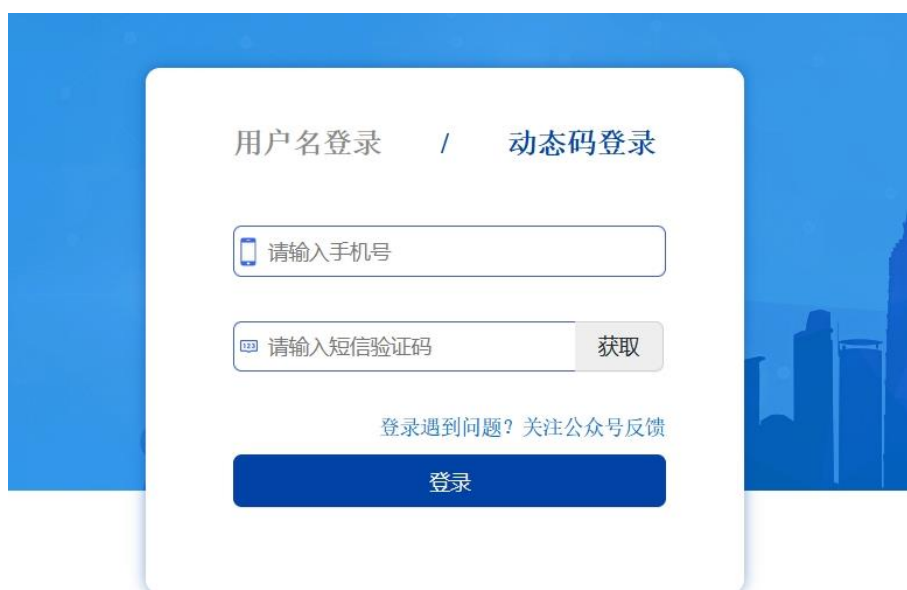 用户名登录 / 动态码登录
请输入手机号
123 请输入短信验证码 获取
登录遇到问题？关注公众号反馈
登录